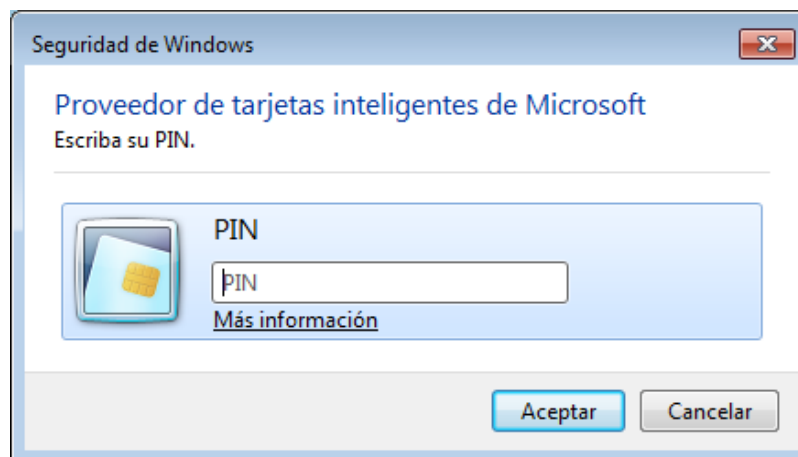 Seguridad de Windows
Proveedor de tarjetas inteligentes de Microsoft
Escriba su PIN.
PIN
PIN
Más información
Aceptar Cancelar